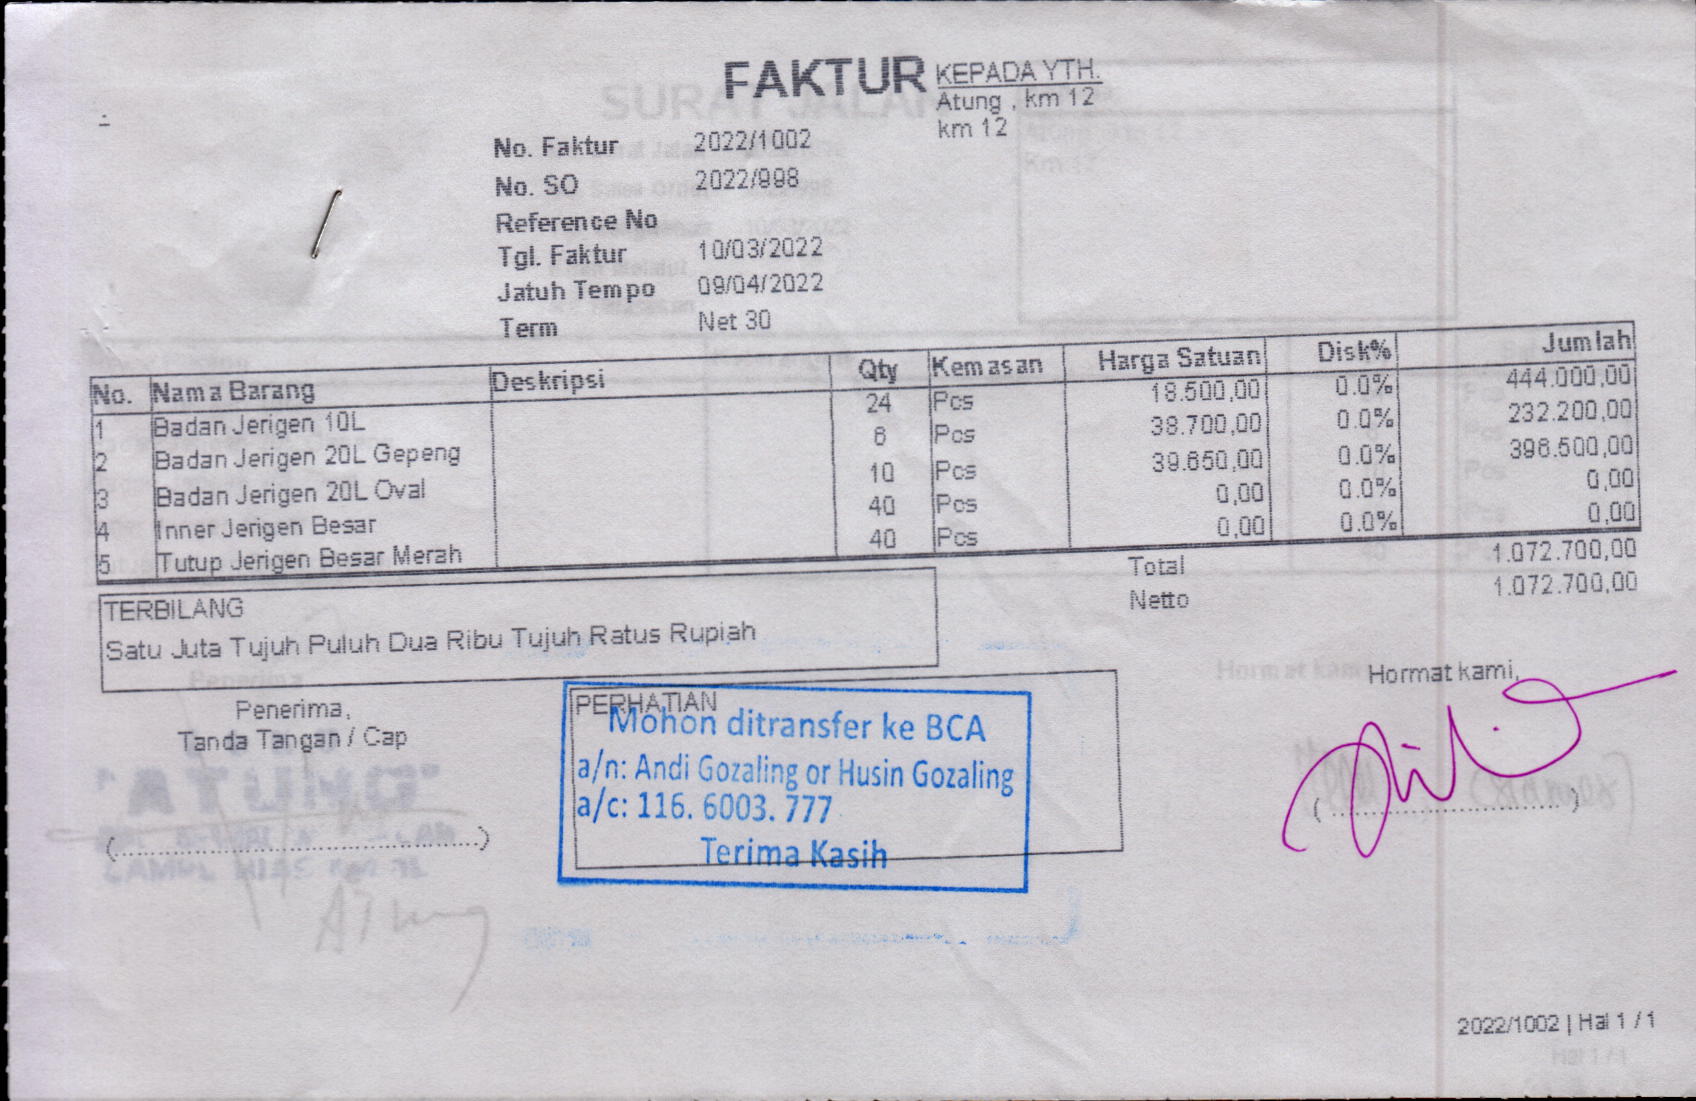 FAKTUR
KEPADA YTH.
Atung , km 12
km 12
No. Faktur 2022/1002
No. SO 2022/998
Reference No
Tgl. Faktur 10/03/2022
Jatuh Tempo 09/04/2022
Term Net 30
No. Nama Barang Deskripsi Qty Kemasan Harga Satuan Disk% Jumlah
1 Badan Jerigen 10L 24 Pcs 18.500,00 0.0% 444.000,00
2 Badan Jerigen 20L Gepeng 6 Pcs 38.700,00 0.0% 232.200,00
3 Badan Jerigen 20L Oval 10 Pcs 39.650,00 0.0% 396.500,00
4 Inner Jerigen Besar 40 Pcs 0,00 0.0% 0,00
5 Tutup Jerigen Besar Merah 40 Pcs 0,00 0.0% 0,00
Total 1.072.700,00
Netto 1.072.700,00
TERBILANG
Satu Juta Tujuh Puluh Dua Ribu Tujuh Ratus Rupiah
Penerima,
Tanda Tangan / Cap
(..........................................................)
PERHATIAN
Mohon ditransfer ke BCA
a/n: Andi Gozaling or Husin Gozaling
a/c: 116. 6003. 777
Terima Kasih
Hormat kami,
(........................................)
2022/1002 | Hal 1 / 1